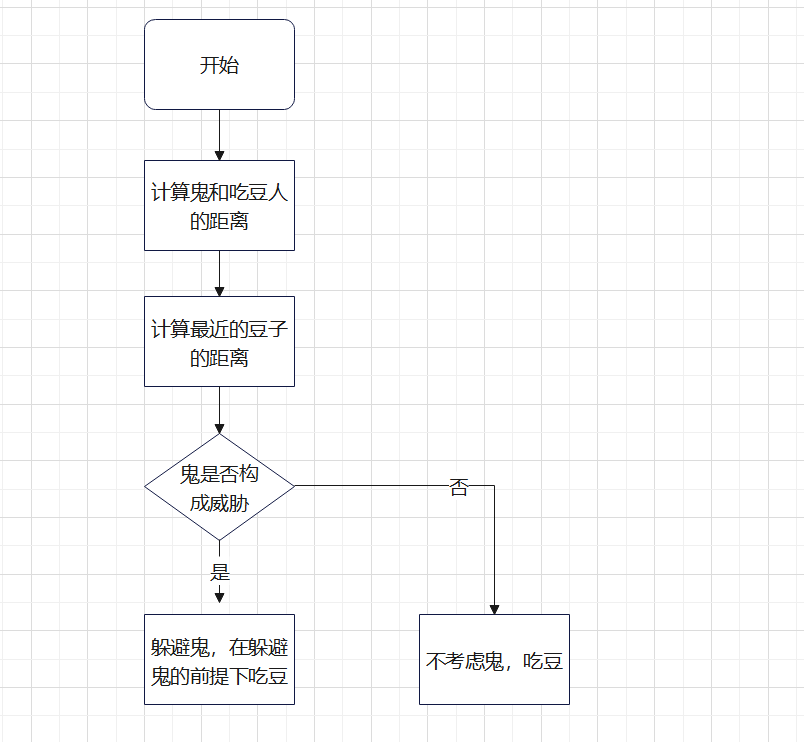 开始
计算鬼和吃豆人
的距离
计算最近的豆子
的距离
鬼是否构
成威胁
否
是
躲避鬼，在躲避
鬼的前提下吃豆
不考虑鬼，吃豆